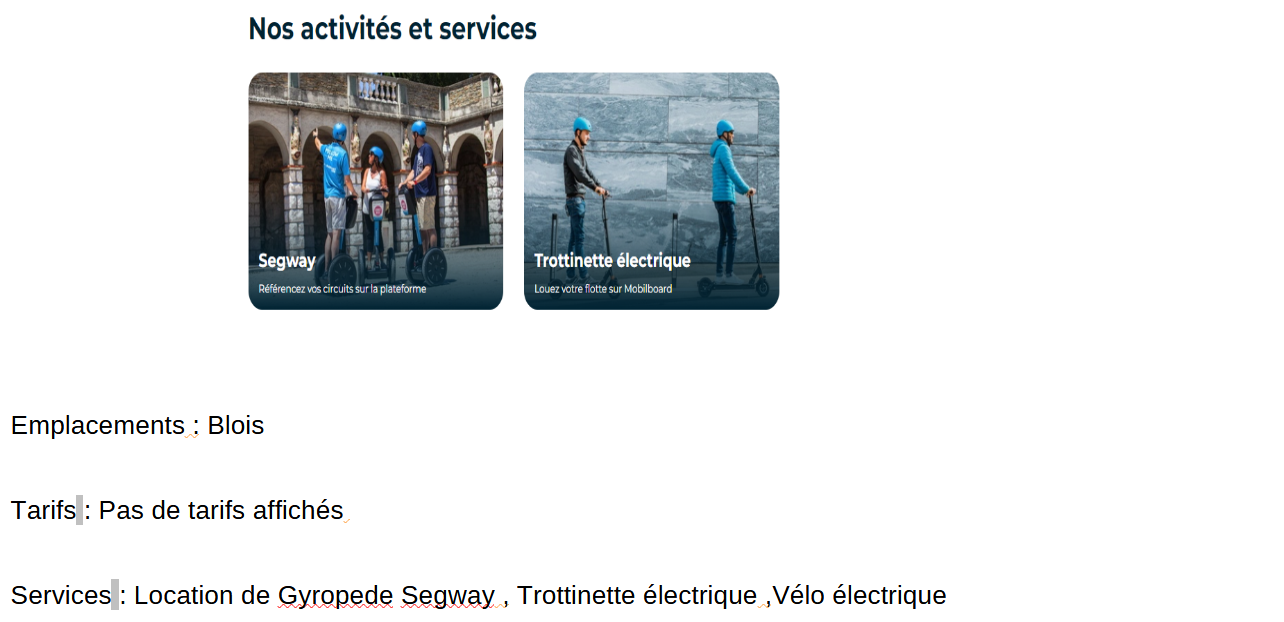 Nos activités et services
Segway
Référencez vos circuits sur la plateforme
Trottinette électrique
Louez votre flotte sur Mobilboard
Emplacements : Blois
Tarifs : Pas de tarifs affichés
Services : Location de Gyropede Segway , Trottinette électrique ,Vélo électrique